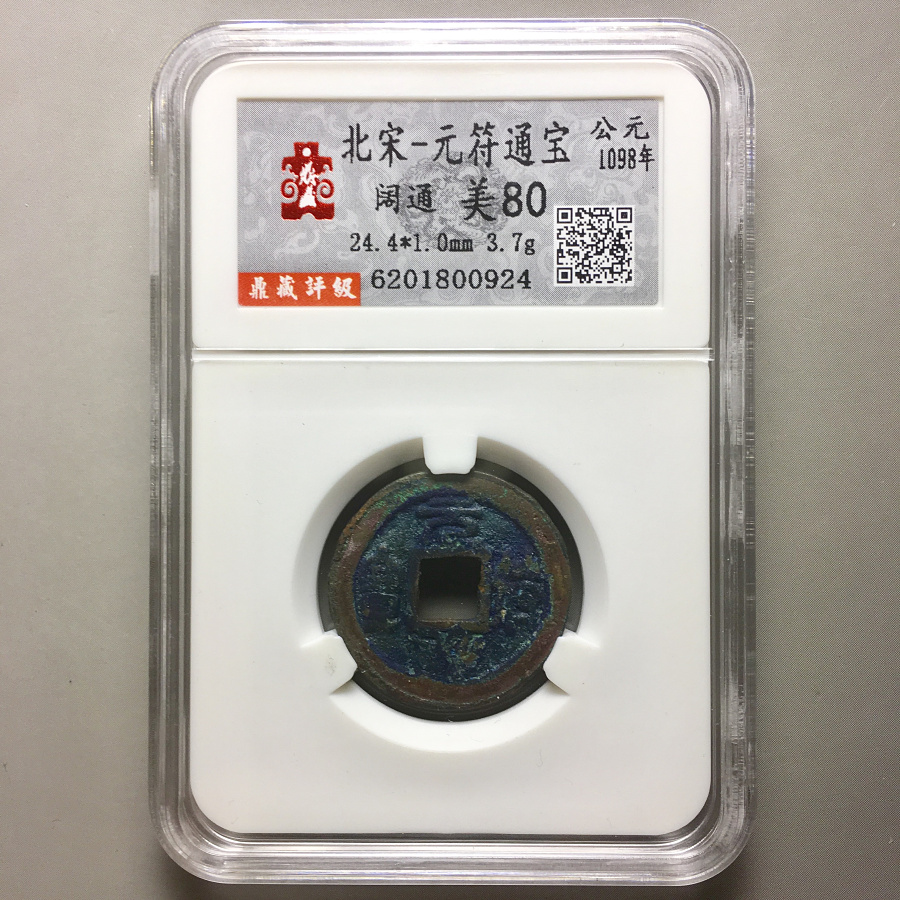 北宋-元符通宝
公元
1098年
阔通 美80
24.4*1.0mm 3.7g
鼎藏評級 6201800924